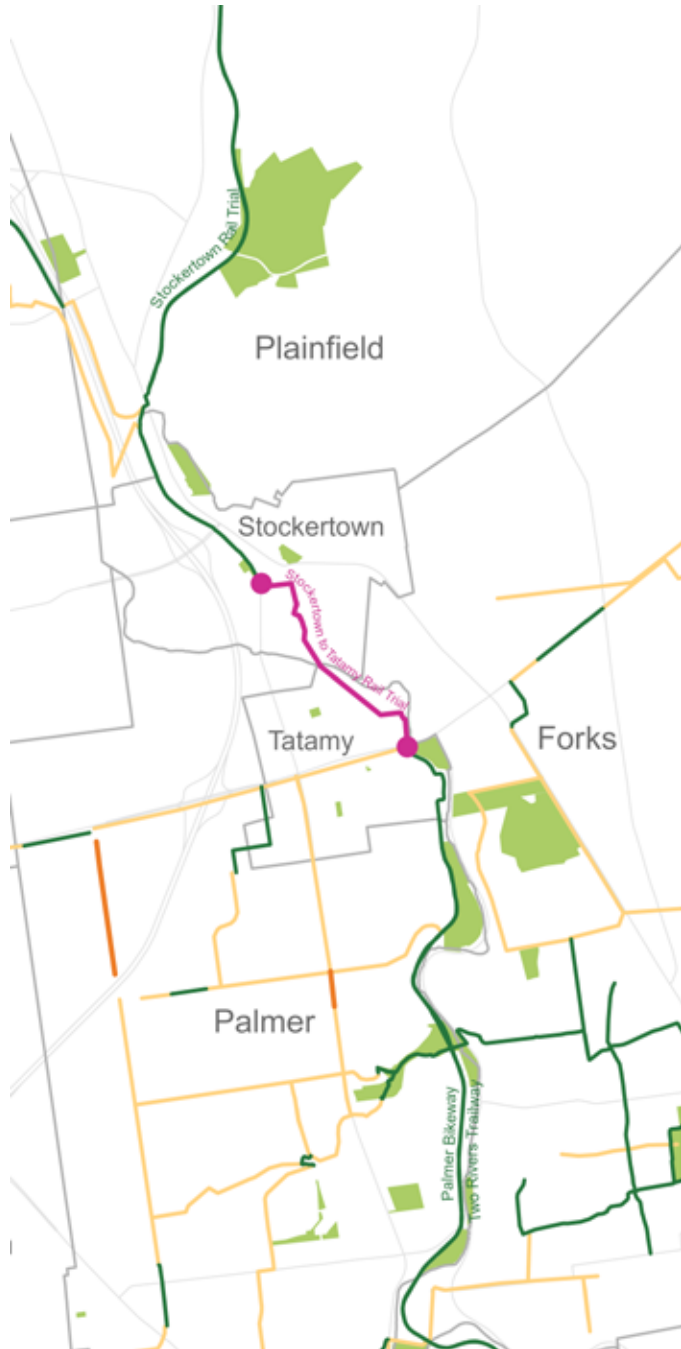 Stockertown Rail Trial
Plainfield
Stockertown
Stockertown to Tatamy Rail Trial
Tatamy
Forks
Palmer
Palmer Bikeway
Two Rivers Trailway